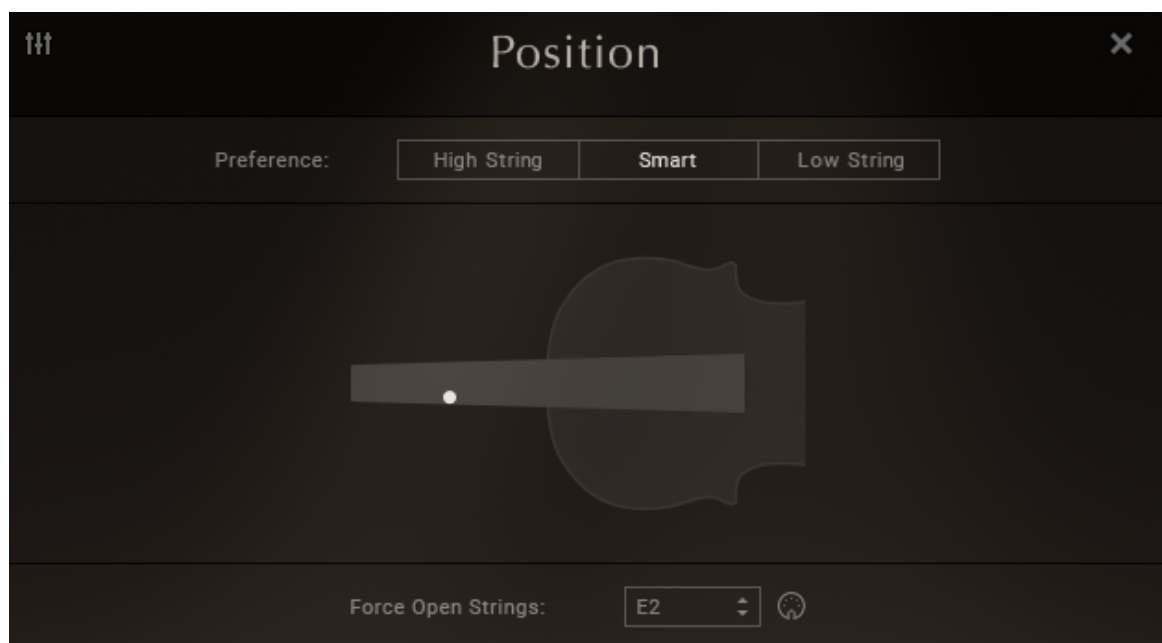 Position
Preference: High String Smart Low String
Force Open Strings: E2